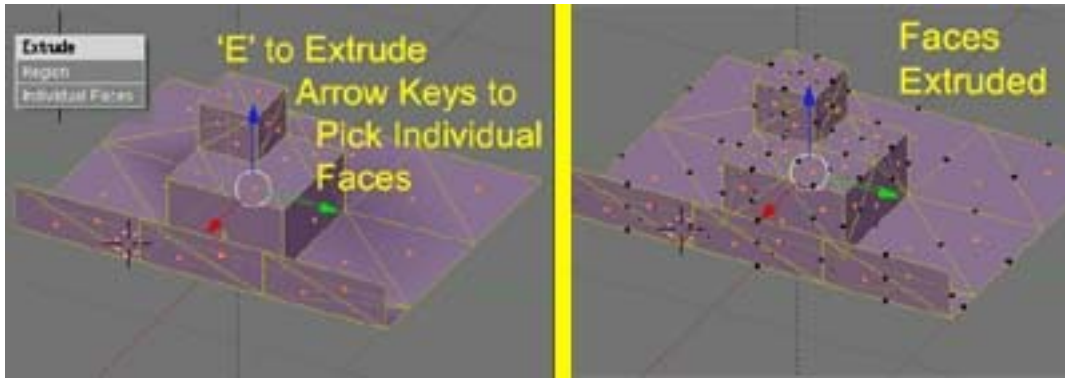 Extrude
Region
Individual Faces
'E' to Extrude
Arrow Keys to
Pick Individual
Faces
Faces
Extruded